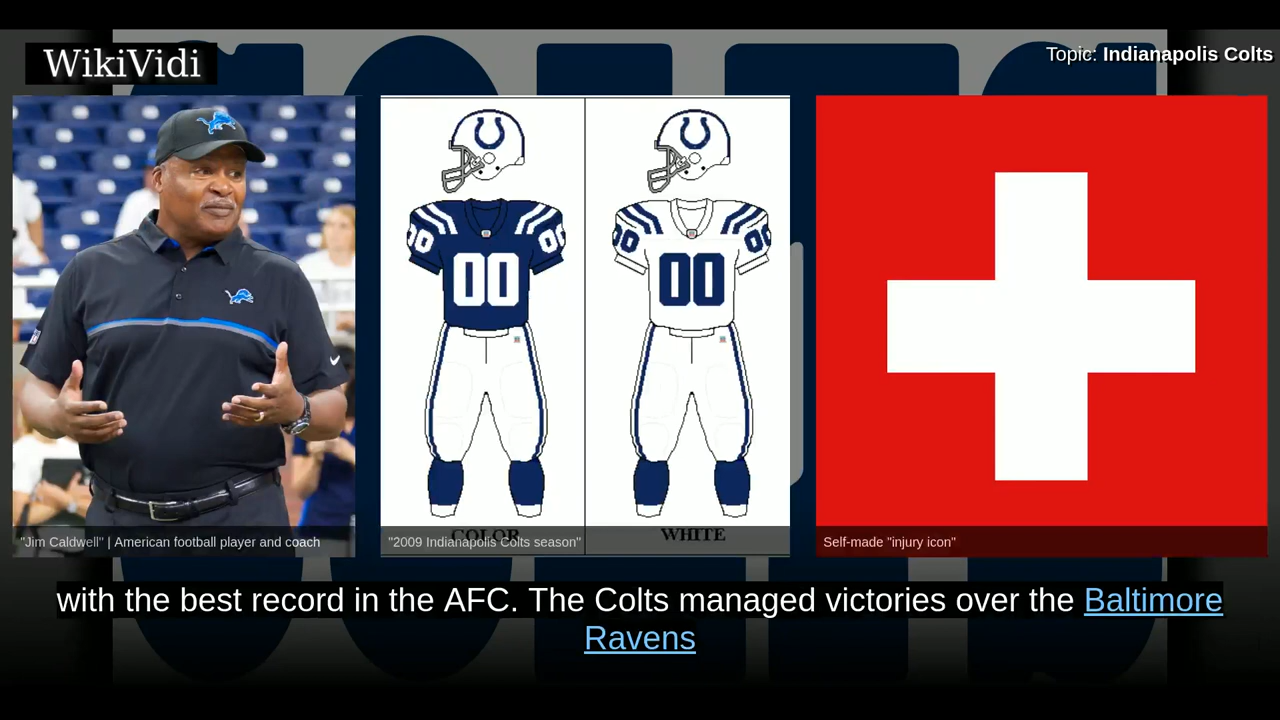 WikiVidi
Topic: Indianapolis Colts
00 00 00
00 00 00
COLOR
WHITE
"Jim Caldwell" | American football player and coach
"2009 Indianapolis Colts season"
Self-made "injury icon"
with the best record in the AFC. The Colts managed victories over the Baltimore
Ravens